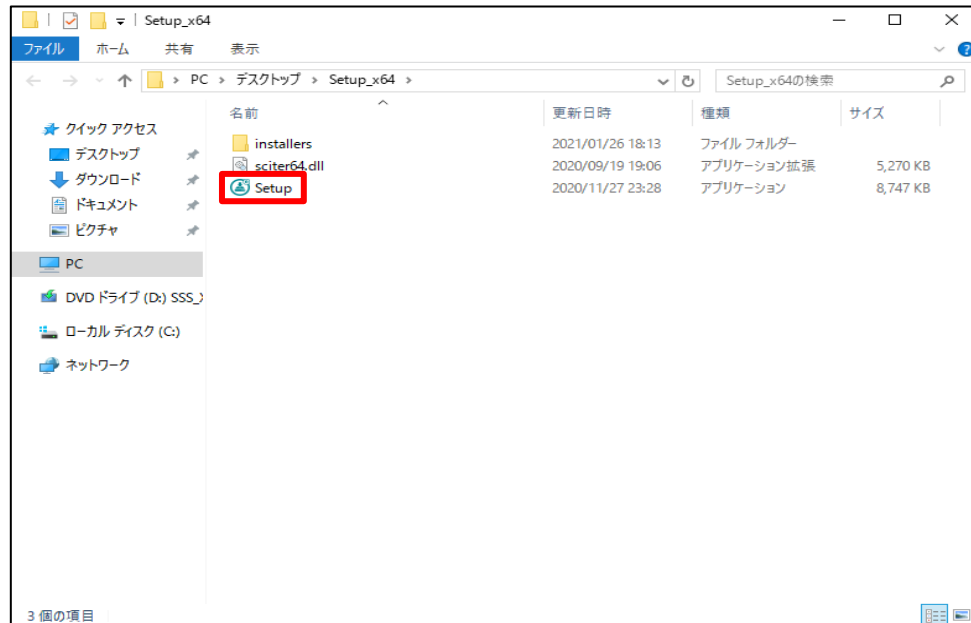 Setup_x64
ファイル ホーム 共有 表示
PC > デスクトップ > Setup_x64 >
Setup_x64の検索
名前 更新日時 種類 サイズ
クイック アクセス
デスクトップ
ダウンロード
ドキュメント
ピクチャ
PC
DVD ドライブ (D:) SSS_X
ローカル ディスク (C:)
ネットワーク
installers 2021/01/26 18:13 ファイル フォルダー
sciter64.dll 2020/09/19 19:06 アプリケーション拡張 5,270 KB
Setup 2020/11/27 23:28 アプリケーション 8,747 KB
3 個の項目